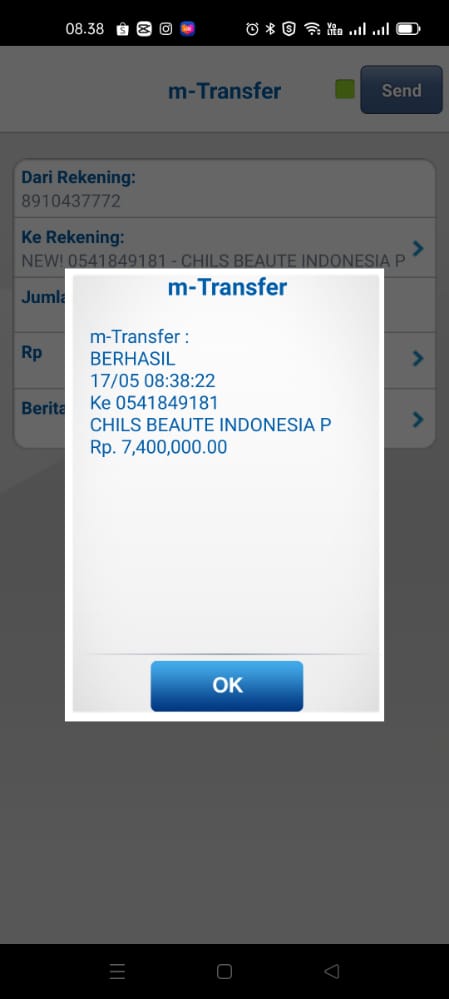 08.38
m-Transfer
Send
Dari Rekening:
8910437772
Ke Rekening:
NEW! 0541849181 - CHILS BEAUTE INDONESIA P
Jumla
Rp
Berita
m-Transfer
m-Transfer :
BERHASIL
17/05 08:38:22
Ke 0541849181
CHILS BEAUTE INDONESIA P
Rp. 7,400,000.00
OK